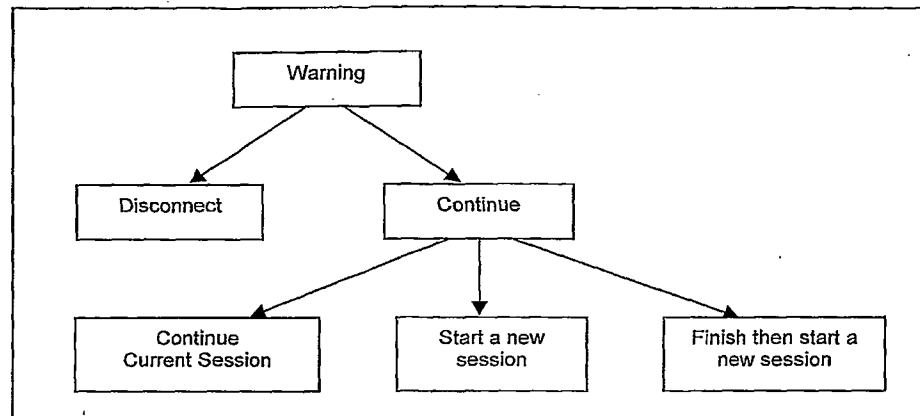 Warning
Disconnect
Continue
Continue
Current Session
Start a new
session
Finish then start a
new session